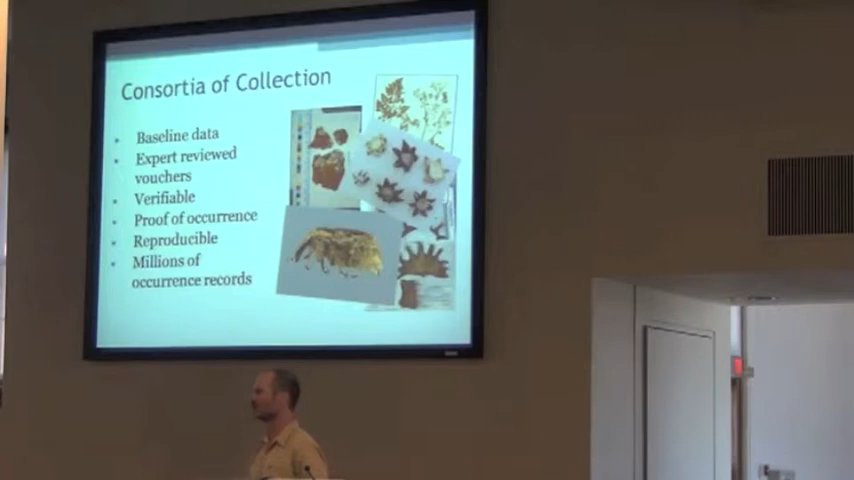 Consortia of Collection
Baseline data
Expert reviewed
vouchers
Verifiable
Proof of occurrence
Reproducible
Millions of
occurrence records